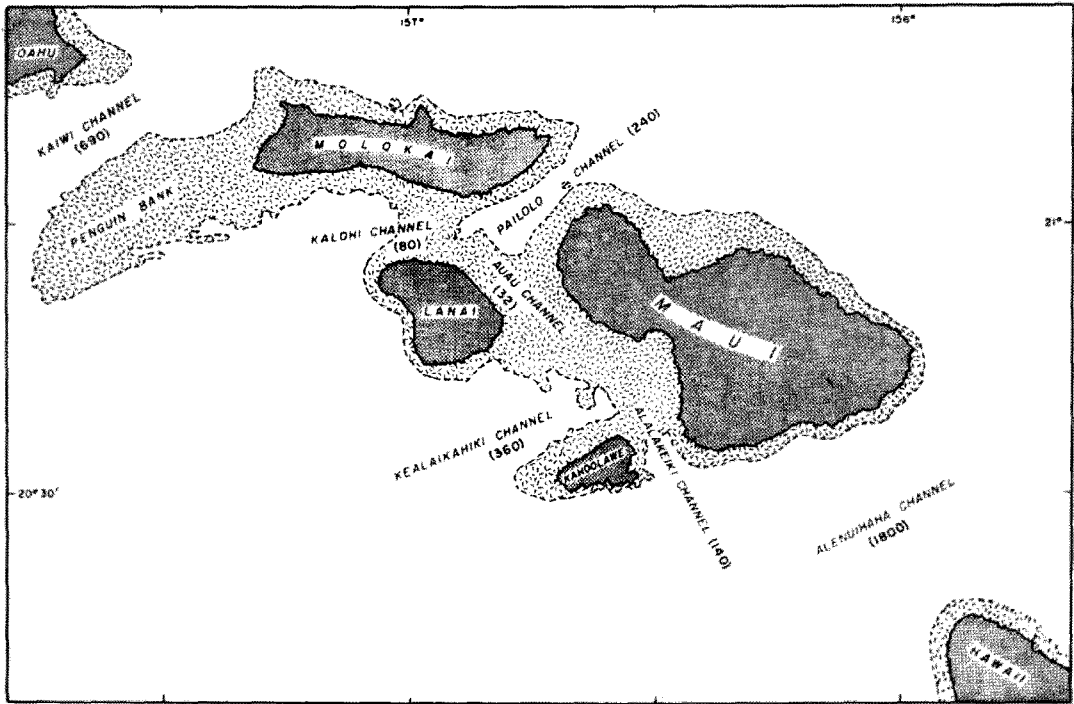 157°
156°
OAHU
KAIWI CHANNEL
(690)
MOLOKAI
PAILOLO CHANNEL (240)
PENGUIN BANK
21°
KALOHI CHANNEL
(80)
AUAU CHANNEL
(32)
LANAI
MAUI
KEALAIKAHIKI CHANNEL
(360)
ALALAKEIKI CHANNEL (140)
KAHOOLAWE
20° 30'
ALENUIHAHA CHANNEL
(1800)
HAWAII